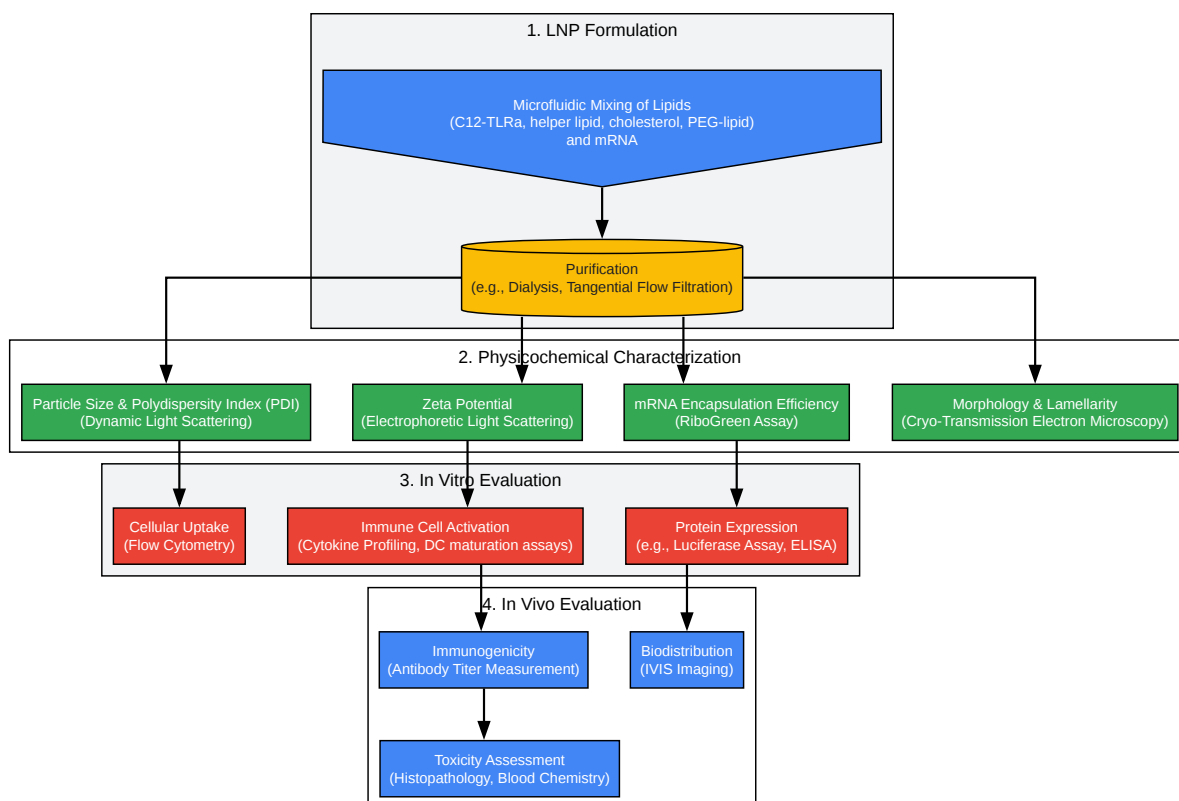 1. LNP Formulation
Microfluidic Mixing of Lipids
(C12-TLRa, helper lipid, cholesterol, PEG-lipid)
and mRNA
Purification
(e.g., Dialysis, Tangential Flow Filtration)
2. Physicochemical Characterization
Particle Size & Polydispersity Index (PDI)
(Dynamic Light Scattering)
Zeta Potential
(Electrophoretic Light Scattering)
mRNA Encapsulation Efficiency
(RiboGreen Assay)
Morphology & Lamellarity
(Cryo-Transmission Electron Microscopy)
3. In Vitro Evaluation
Cellular Uptake
(Flow Cytometry)
Immune Cell Activation
(Cytokine Profiling, DC maturation assays)
Protein Expression
(e.g., Luciferase Assay, ELISA)
4. In Vivo Evaluation
Immunogenicity
(Antibody Titer Measurement)
Biodistribution
(IVIS Imaging)
Toxicity Assessment
(Histopathology, Blood Chemistry)